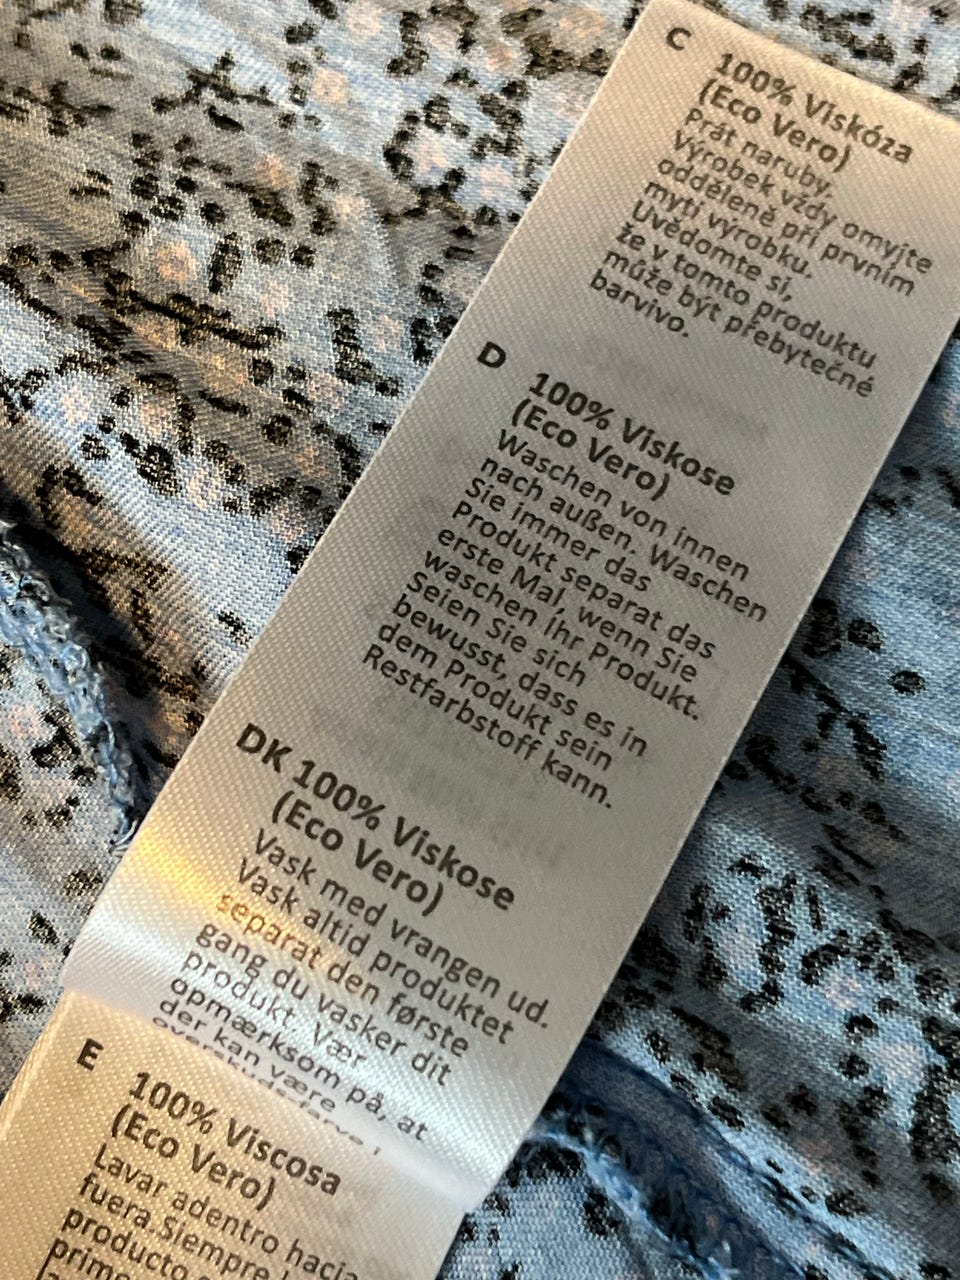 C 100% Viskóza
(Eco Vero)
Prát naruby.
Výrobek vždy omyjte
odděleně při prvním
mytí výrobku.
Uvědomte si,
že v tomto produktu
může být přebytečné
barvivo.
D 100% Viskose
(Eco Vero)
Waschen von innen
nach außen. Waschen
Sie immer das
Produkt separat das
erste Mal, wenn Sie
waschen Ihr Produkt.
Seien Sie sich
bewusst, dass es in
dem Produkt sein
Restfarbstoff kann.
DK 100% Viskose
(Eco Vero)
Vask med vrangen ud.
Vask altid produktet
separat den første
gang du vasker dit
produkt. Vær
opmærksom på, at
der kan være
E 100% Viscosa
(Eco Vero)
Lavar adentro hacia
fuera.Siempre
producto